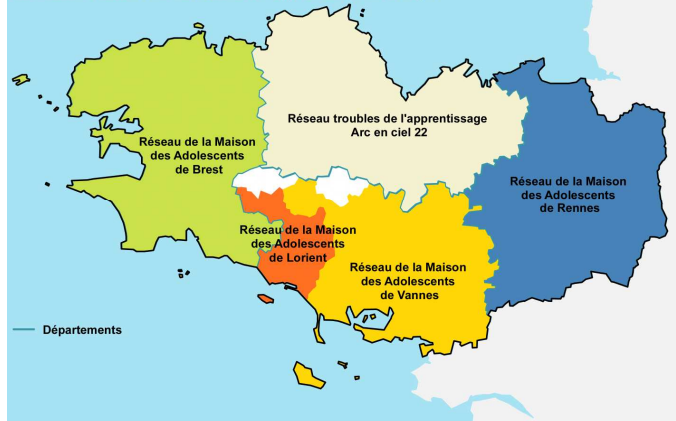 Réseau troubles de l'apprentissage
Arc en ciel 22
Réseau de la Maison
des Adolescents
de Brest
Réseau de la Maison
des Adolescents
de Rennes
Réseau de la Maison
des Adolescents
de Lorient
Réseau de la Maison
des Adolescents
de Vannes
Départements